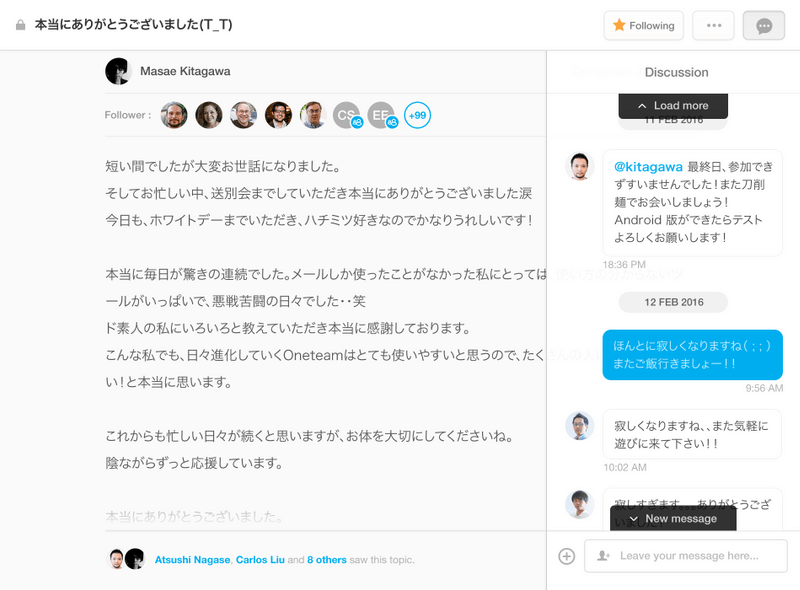 本当にありがとうございました(T_T)
Following
Masae Kitagawa
Follower :
CS
EE
+99
短い間でしたが大変お世話になりました。
そしてお忙しい中、送別会までしていただき本当にありがとうございました涙
今日も、ホワイトデーまでいただき、ハチミツ好きなのでかなりうれしいです！
本当に毎日が驚きの連続でした。メールしか使ったことがなかった私にとっては、使い方の分からないツ
ールがいっぱいで、悪戦苦闘の日々でした・・笑
ド素人の私にいろいろと教えていただき本当に感謝しております。
こんな私でも、日々進化していくOneteamはとても使いやすいと思うので、たくさんの人に
い！と本当に思います。
これからも忙しい日々が続くと思いますが、お体を大切にしてくださいね。
陰ながらずっと応援しています。
本当にありがとうございました。
Atsushi Nagase, Carlos Liu and 8 others saw this topic.
Discussion
Load more
11 FEB 2016
@kitagawa 最終日、参加でき
ずすいませんでした！また刀削
麺でお会いしましょう！
Android 版ができたらテスト
よろしくお願いします！
18:36 PM
12 FEB 2016
ほんとに寂しくなりますね( ; ; )
またご飯行きましょー！！
9:56 AM
寂しくなりますね、、また気軽に
遊びに来て下さい！！
10:02 AM
寂しすぎます。。。ありがとうござ
いました！
New message
Leave your message here...